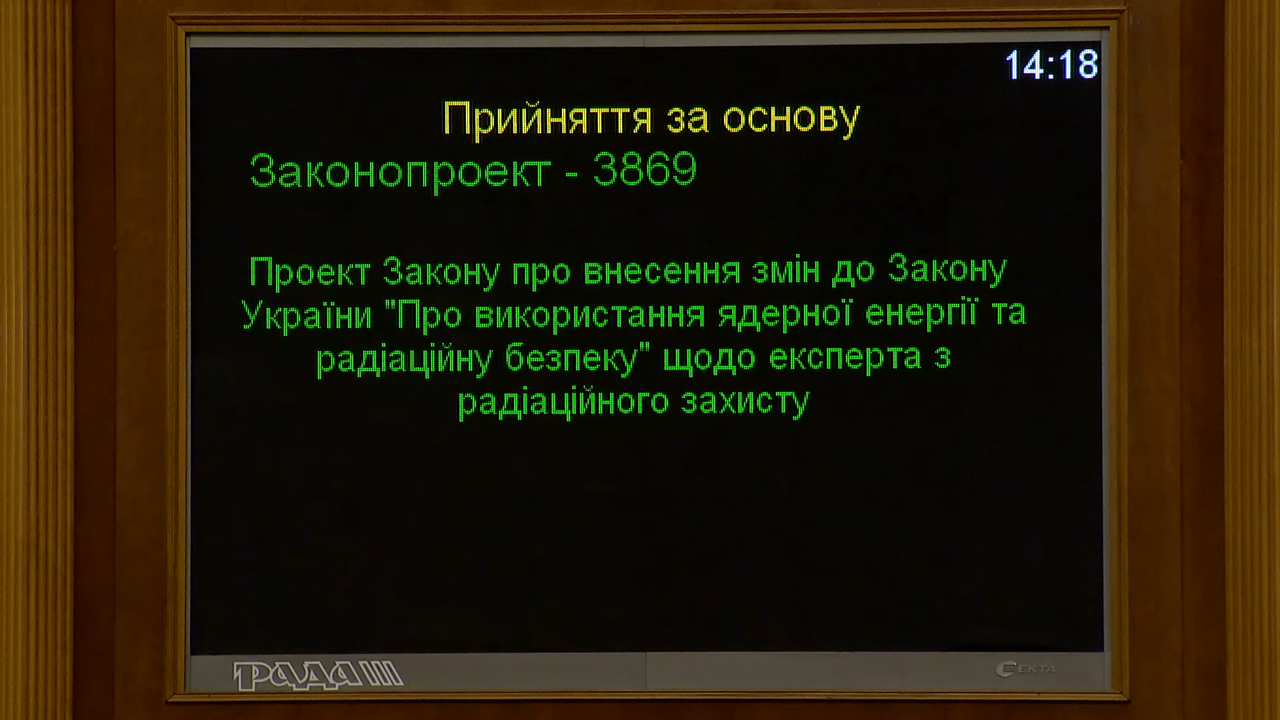 14:18
Прийняття за основу
Законопроект - 3869
Проект Закону про внесення змін до Закону
України "Про використання ядерної енергії та
радіаційну безпеку" щодо експерта з
радіаційного захисту
РАДА III
ЕКТА